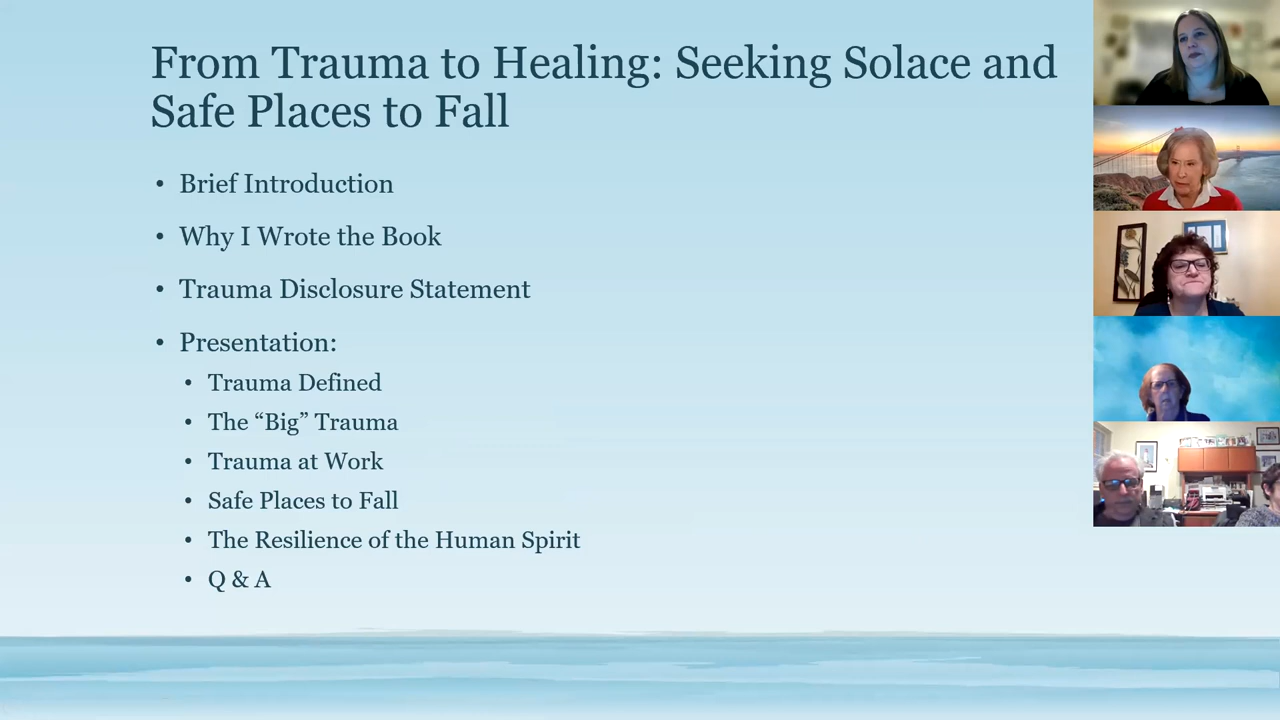 From Trauma to Healing: Seeking Solace and
Safe Places to Fall
• Brief Introduction
• Why I Wrote the Book
• Trauma Disclosure Statement
• Presentation:
• Trauma Defined
• The “Big” Trauma
• Trauma at Work
• Safe Places to Fall
• The Resilience of the Human Spirit
• Q & A